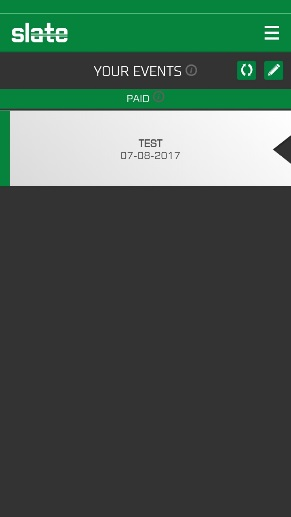 slate
YOUR EVENTS
PAID
TEST
07-08-2017